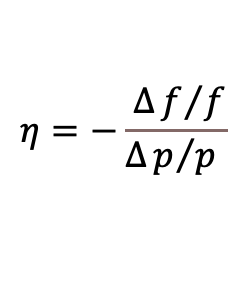 η = − (Δf/f) / (Δp/p)